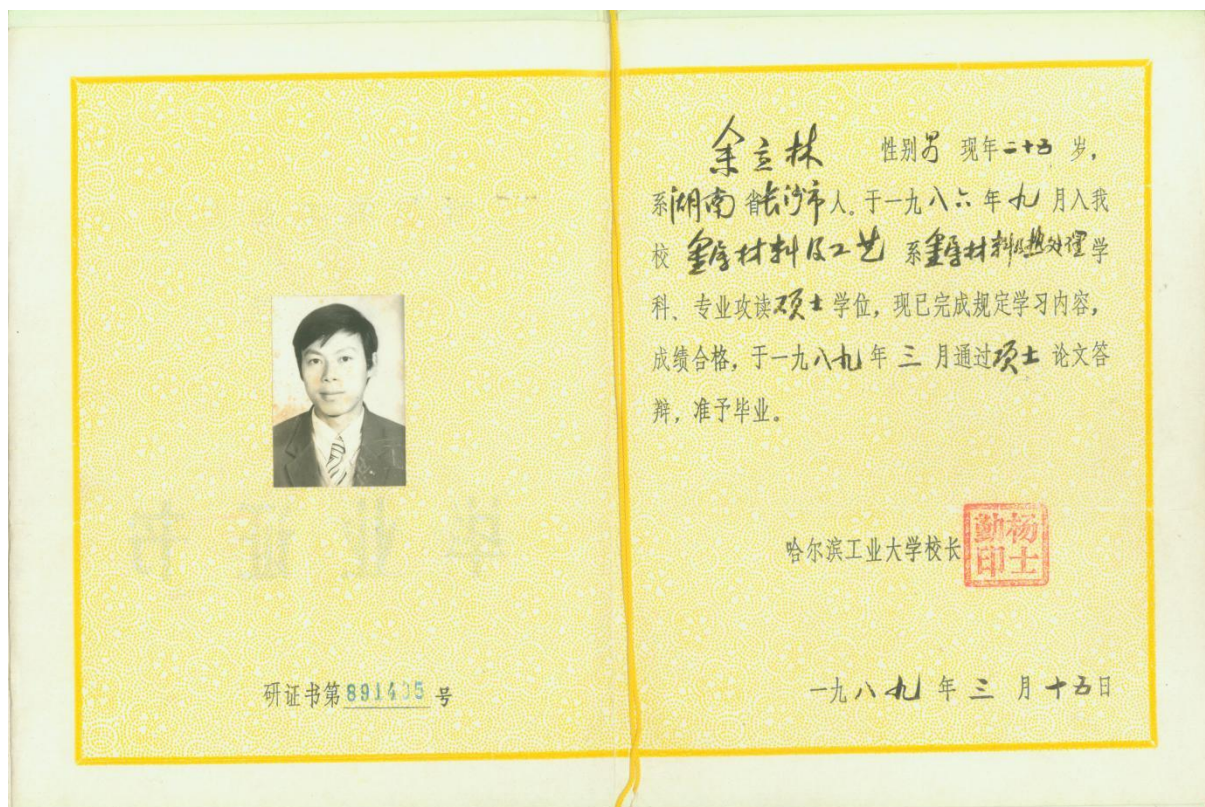 研证书第891435号
余立林 性别男 现年二十五 岁,
系湖南省长沙市人。于一九八六年九月入我
校 金属材料及工艺 系金属材料及热处理学
科、专业攻读硕士学位,现已完成规定学习内容,
成绩合格,于一九八九年 三 月通过硕士 论文答
辩,准予毕业。
哈尔滨工业大学校长
杨士勤印
一九八九 年 三 月十五日